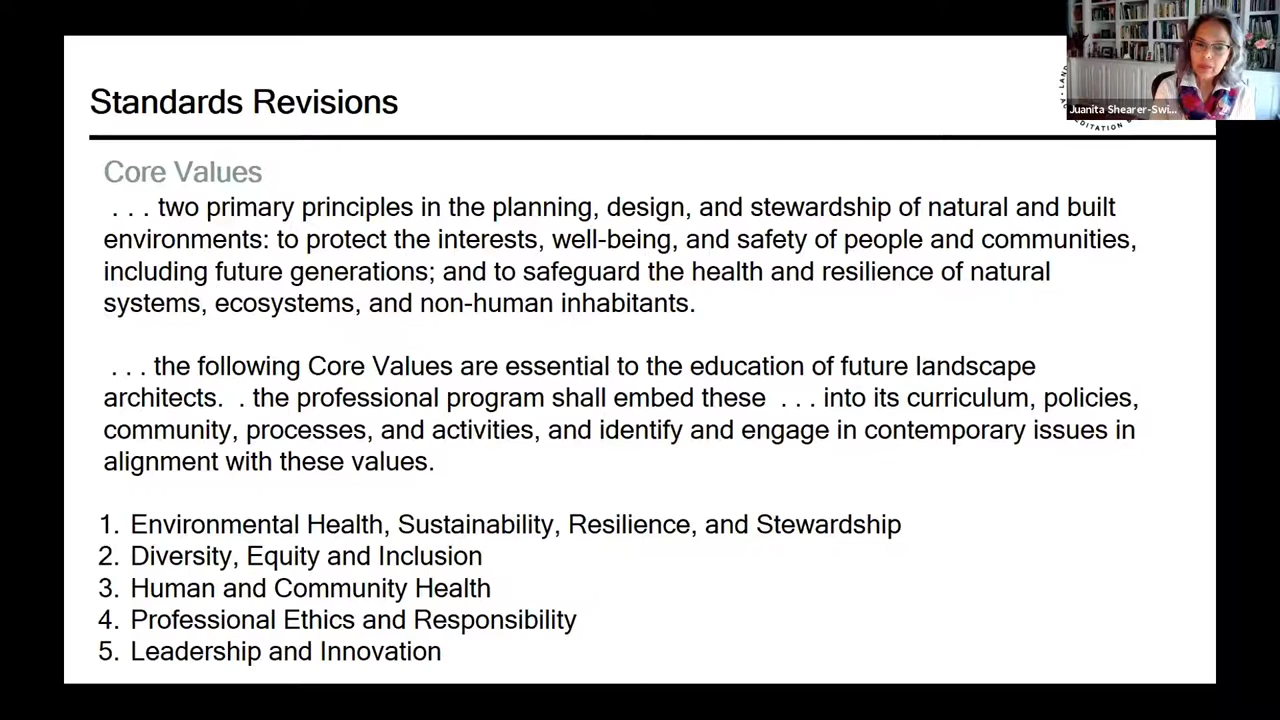 Standards Revisions
Juanita Shearer-Swi...
Core Values
. . . two primary principles in the planning, design, and stewardship of natural and built
environments: to protect the interests, well-being, and safety of people and communities,
including future generations; and to safeguard the health and resilience of natural
systems, ecosystems, and non-human inhabitants.
. . . the following Core Values are essential to the education of future landscape
architects. . the professional program shall embed these . . . into its curriculum, policies,
community, processes, and activities, and identify and engage in contemporary issues in
alignment with these values.
1. Environmental Health, Sustainability, Resilience, and Stewardship
2. Diversity, Equity and Inclusion
3. Human and Community Health
4. Professional Ethics and Responsibility
5. Leadership and Innovation